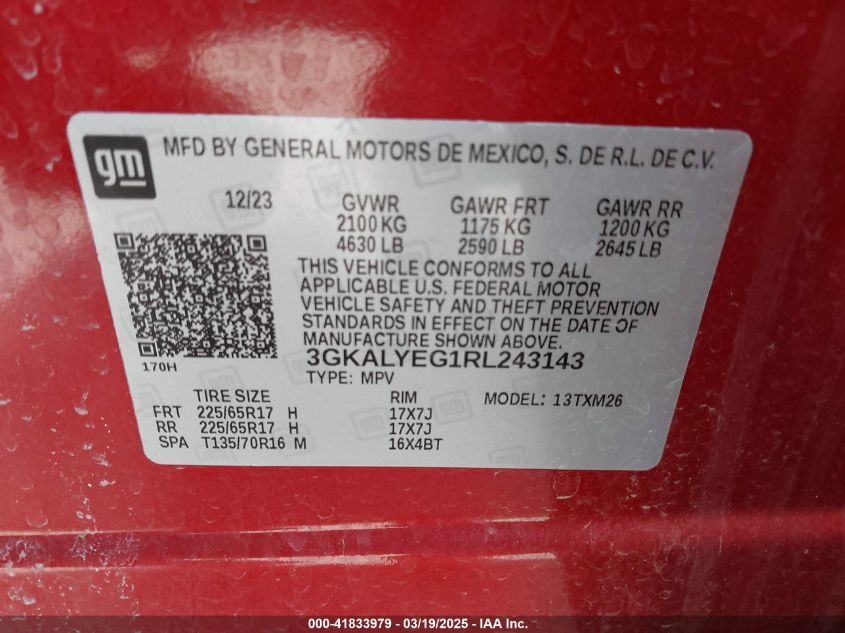 gm
MFD BY GENERAL MOTORS DE MEXICO, S. DE R.L. DE C.V.
12/23 GVWR GAWR FRT GAWR RR
2100 KG 1175 KG 1200 KG
4630 LB 2590 LB 2645 LB
THIS VEHICLE CONFORMS TO ALL
APPLICABLE U.S. FEDERAL MOTOR
VEHICLE SAFETY AND THEFT PREVENTION
STANDARDS IN EFFECT ON THE DATE OF
MANUFACTURE SHOWN ABOVE.
170H 3GKALYEG1RL243143
TYPE: MPV
TIRE SIZE RIM MODEL: 13TXM26
FRT 225/65R17 H 17X7J
RR 225/65R17 H 17X7J
SPA T135/70R16 M 16X4BT
000-41833979 - 03/19/2025 - IAA Inc.